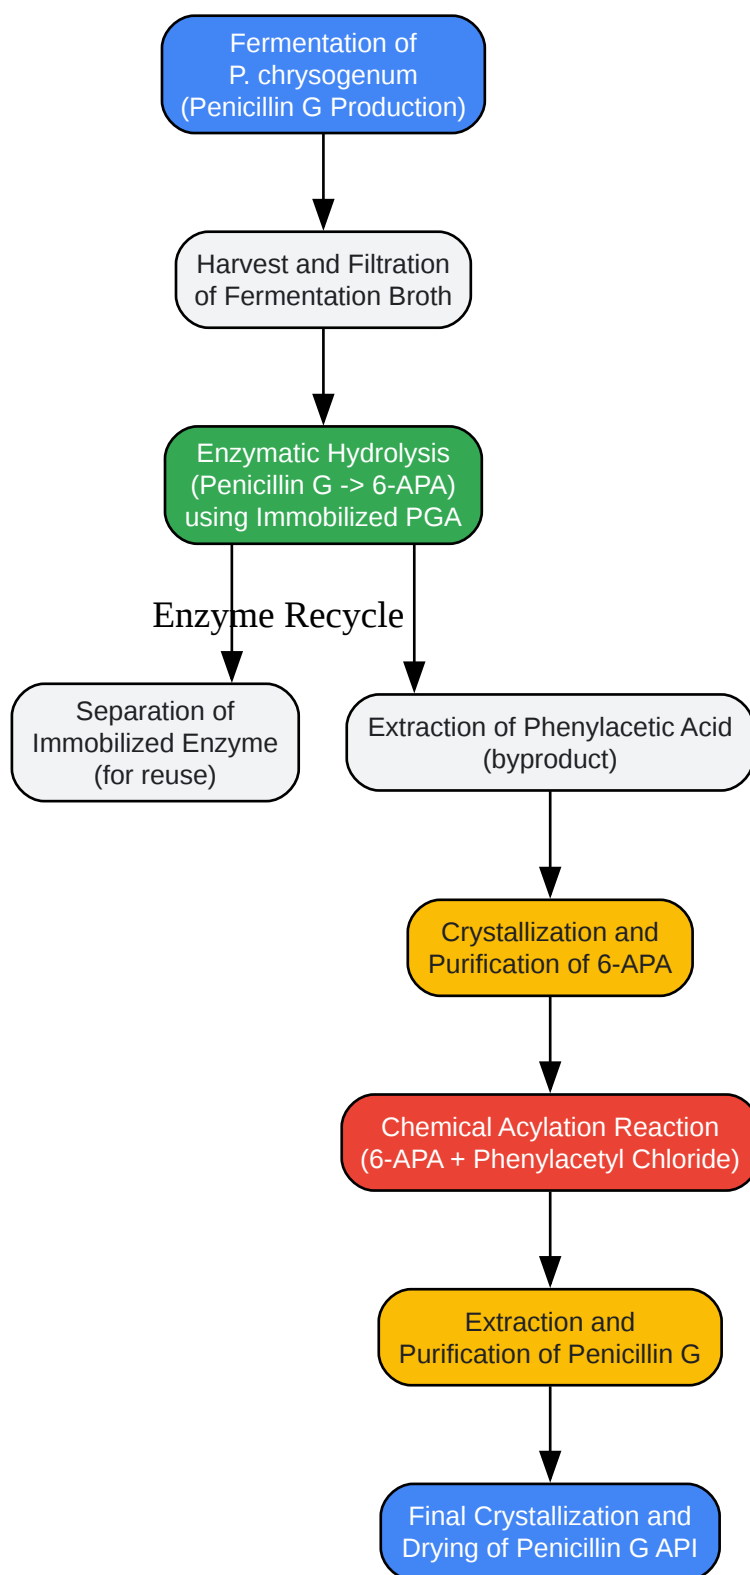 Fermentation of
P. chrysogenum
(Penicillin G Production)
Harvest and Filtration
of Fermentation Broth
Enzymatic Hydrolysis
(Penicillin G -> 6-APA)
using Immobilized PGA
Enzyme Recycle
Separation of
Immobilized Enzyme
(for reuse)
Extraction of Phenylacetic Acid
(byproduct)
Crystallization and
Purification of 6-APA
Chemical Acylation Reaction
(6-APA + Phenylacetyl Chloride)
Extraction and
Purification of Penicillin G
Final Crystallization and
Drying of Penicillin G API